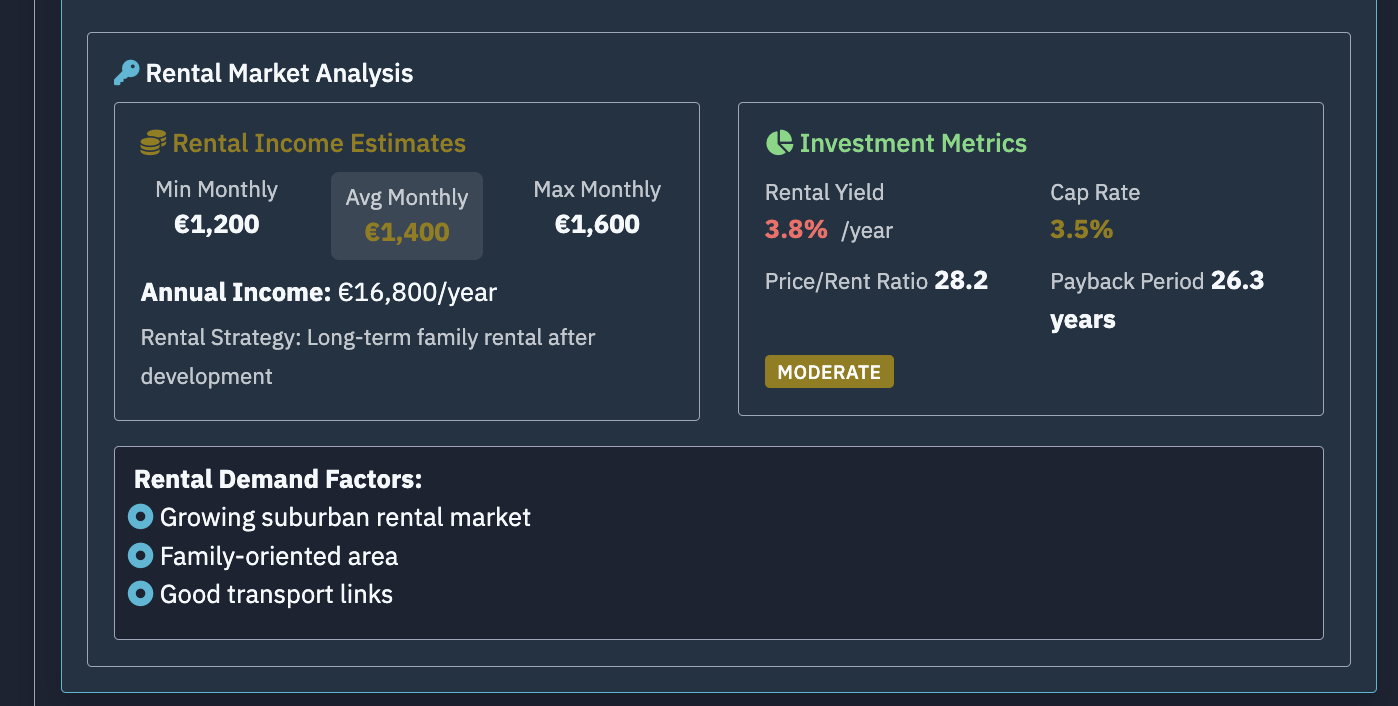 Rental Market Analysis
Rental Income Estimates
Min Monthly
€1,200
Avg Monthly
€1,400
Max Monthly
€1,600
Annual Income: €16,800/year
Rental Strategy: Long-term family rental after
development
Investment Metrics
Rental Yield
3.8% /year
Cap Rate
3.5%
Price/Rent Ratio 28.2
Payback Period 26.3
years
MODERATE
Rental Demand Factors:
Growing suburban rental market
Family-oriented area
Good transport links